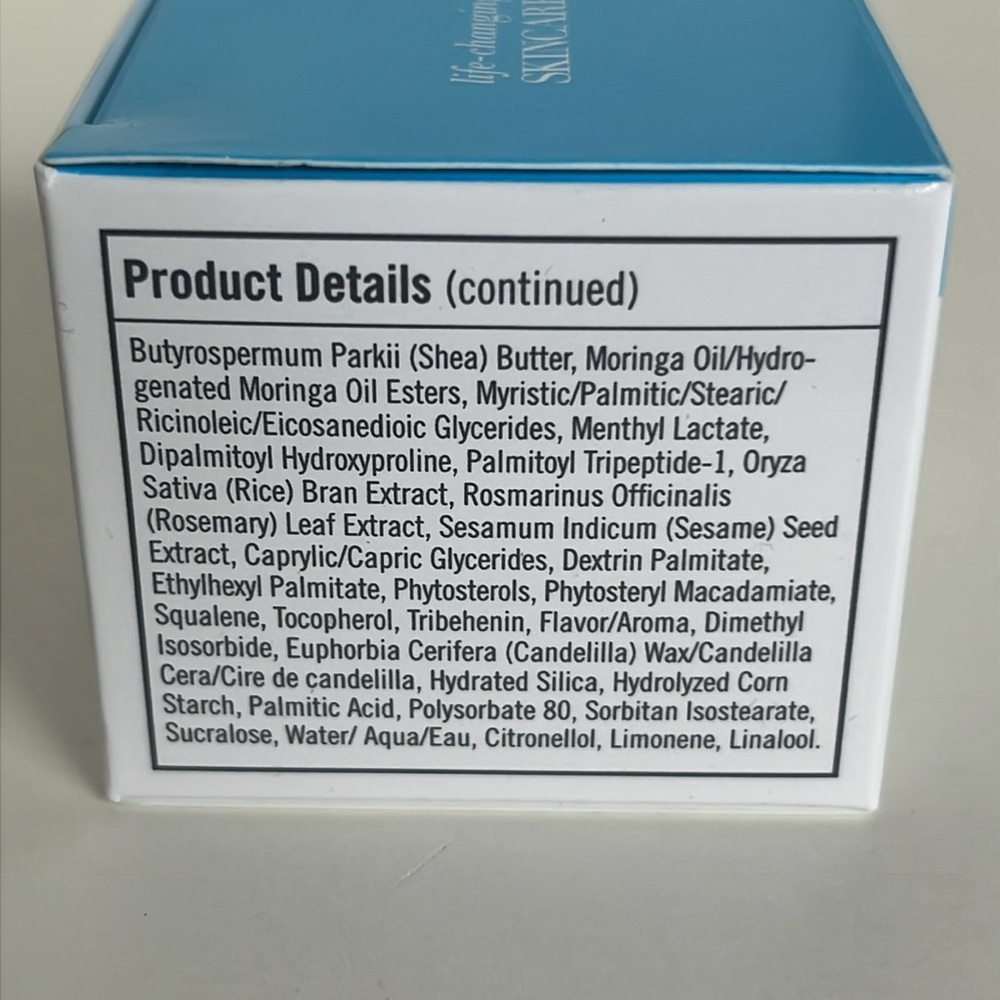 life-changing
SKINCARE
Product Details (continued)
Butyrospermum Parkii (Shea) Butter, Moringa Oil/Hydro-
genated Moringa Oil Esters, Myristic/Palmitic/Stearic/
Ricinoleic/Eicosanedioic Glycerides, Menthyl Lactate,
Dipalmitoyl Hydroxyproline, Palmitoyl Tripeptide-1, Oryza
Sativa (Rice) Bran Extract, Rosmarinus Officinalis
(Rosemary) Leaf Extract, Sesamum Indicum (Sesame) Seed
Extract, Caprylic/Capric Glycerides, Dextrin Palmitate,
Ethylhexyl Palmitate, Phytosterols, Phytosteryl Macadamiate,
Squalene, Tocopherol, Tribehenin, Flavor/Aroma, Dimethyl
Isosorbide, Euphorbia Cerifera (Candelilla) Wax/Candelilla
Cera/Cire de çandelilla, Hydrated Silica, Hydrolyzed Corn
Starch, Palmitic Acid, Polysorbate 80, Sorbitan Isostearate,
Sucralose, Water/ Aqua/Eau, Citronellol, Limonene, Linalool.